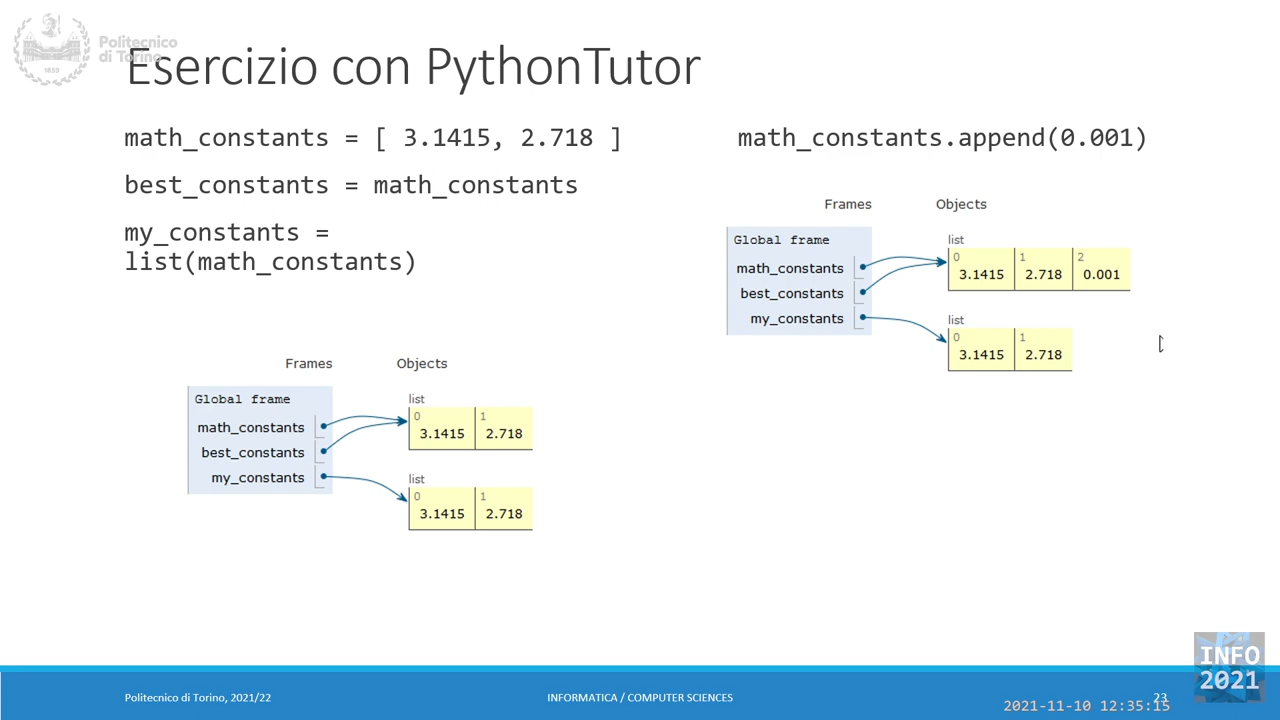 Politecnico
di Torino
1859
Esercizio con PythonTutor
math_constants = [ 3.1415, 2.718 ]
best_constants = math_constants
my_constants =
list(math_constants)
Frames Objects
Global frame
math_constants
best_constants
my_constants
list
0 1
3.1415 2.718
list
0 1
3.1415 2.718
math_constants.append(0.001)
Frames Objects
Global frame
math_constants
best_constants
my_constants
list
0 1 2
3.1415 2.718 0.001
list
0 1
3.1415 2.718
INFO
2021
Politecnico di Torino, 2021/22 INFORMATICA / COMPUTER SCIENCES 23
2021-11-10 12:35:15